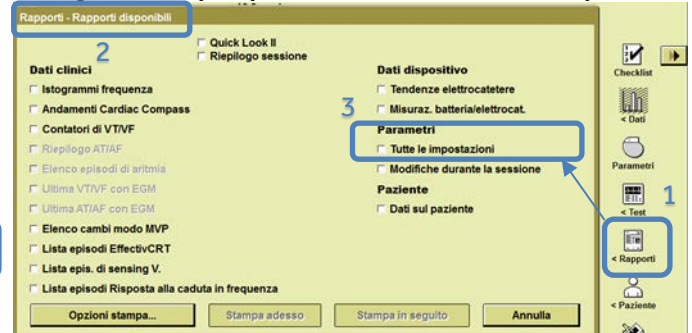 Rapporti - Rapporti disponibili
2
Quick Look II
Riepilogo sessione
Dati clinici
Istogrammi frequenza
Andamenti Cardiac Compass
Contatori di VT/VF
Riepilogo AT/AF
Elenco episodi di aritmia
Ultima VT/VF con EGM
Ultima AT/AF con EGM
Elenco cambi modo MVP
Lista episodi EffectivCRT
Lista epis. di sensing V.
Lista episodi Risposta alla caduta in frequenza
Dati dispositivo
Tendenze elettrocatetere
Misuraz. batteria/elettrocat.
3
Parametri
Tutte le impostazioni
Modifiche durante la sessione
Paziente
Dati sul paziente
Opzioni stampa...
Stampa adesso
Stampa in seguito
Annulla
Checklist
< Dati
Parametri
< Test
1
< Rapporti
< Paziente